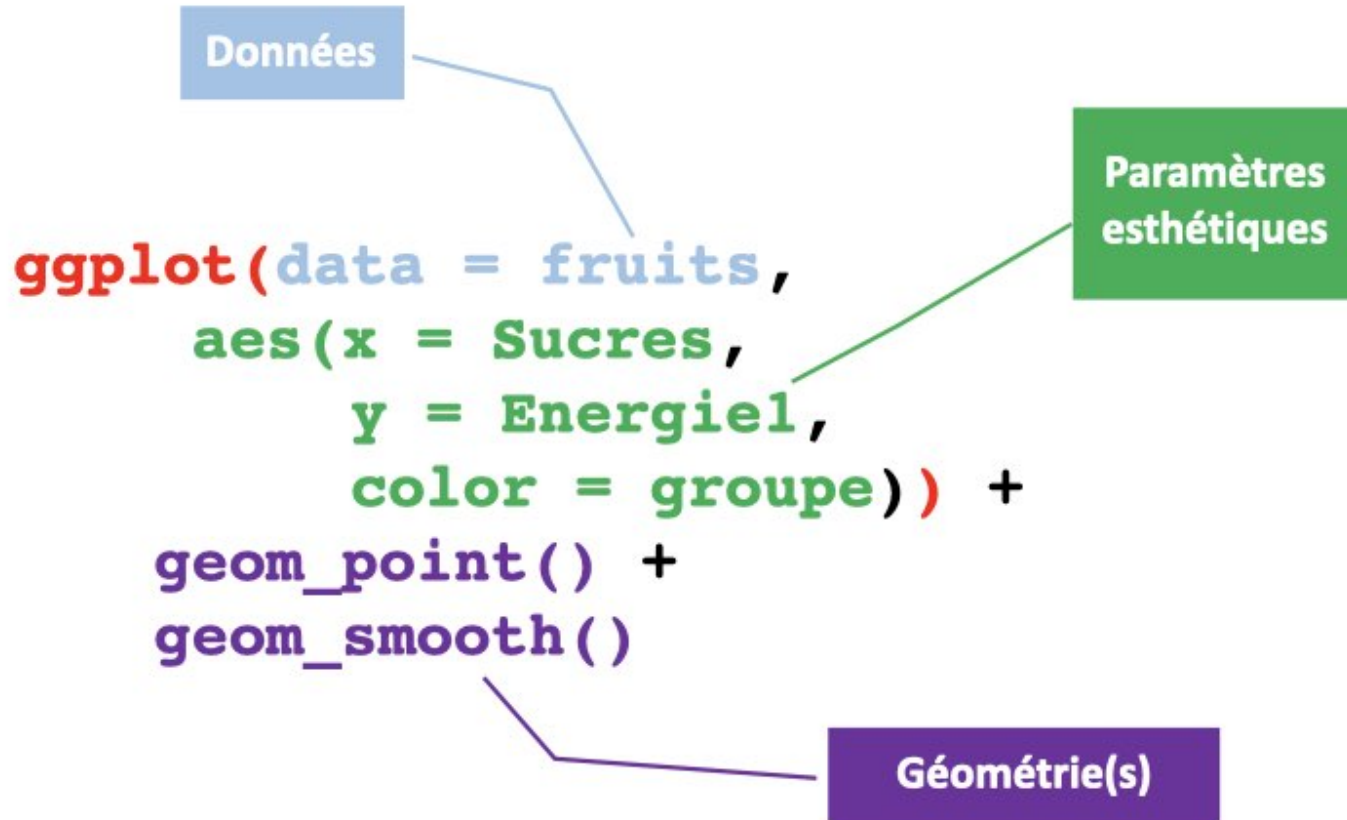 Données
Paramètres
esthétiques
ggplot(data = fruits,
aes(x = Sucres,
y = Energie1,
color = groupe)) +
geom_point() +
geom_smooth()
Géométrie(s)